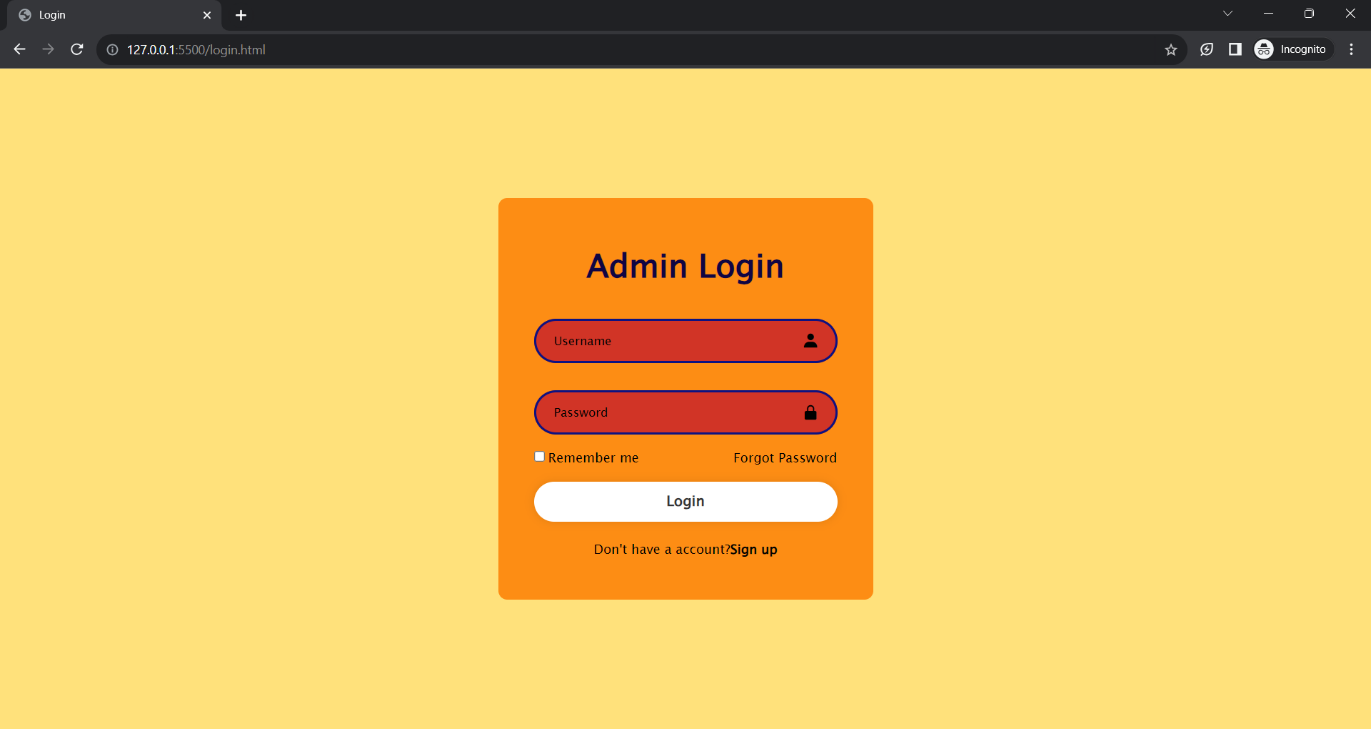 Login
127.0.0.1:5500/login.html
Incognito
Admin Login
Username
Password
Remember me Forgot Password
Login
Don't have a account?Sign up